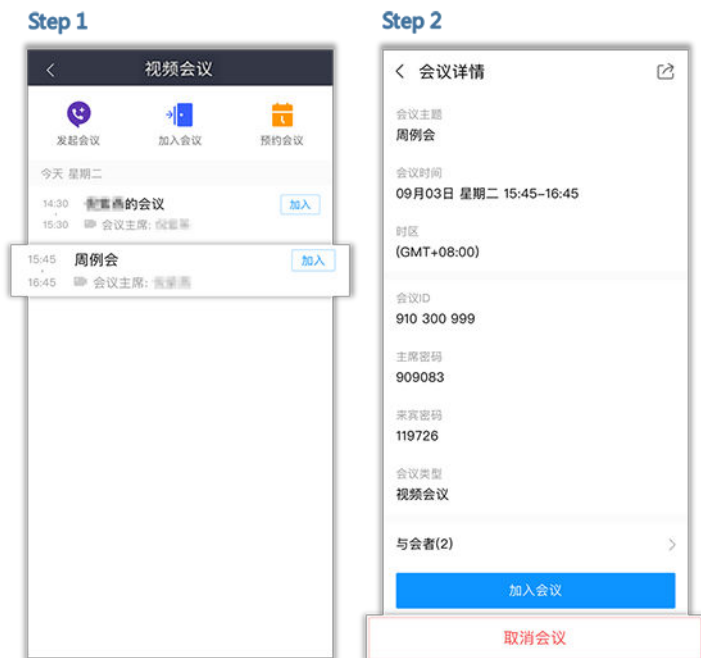 Step 1
视频会议
发起会议
加入会议
预约会议
今天 星期二
14:30
的会议
加入
15:30
会议主席:
15:45
周例会
加入
16:45
会议主席:
Step 2
会议详情
会议主题
周例会
会议时间
09月03日 星期二 15:45-16:45
时区
(GMT+08:00)
会议ID
910 300 999
主席密码
909083
来宾密码
119726
会议类型
视频会议
与会者(2)
加入会议
取消会议